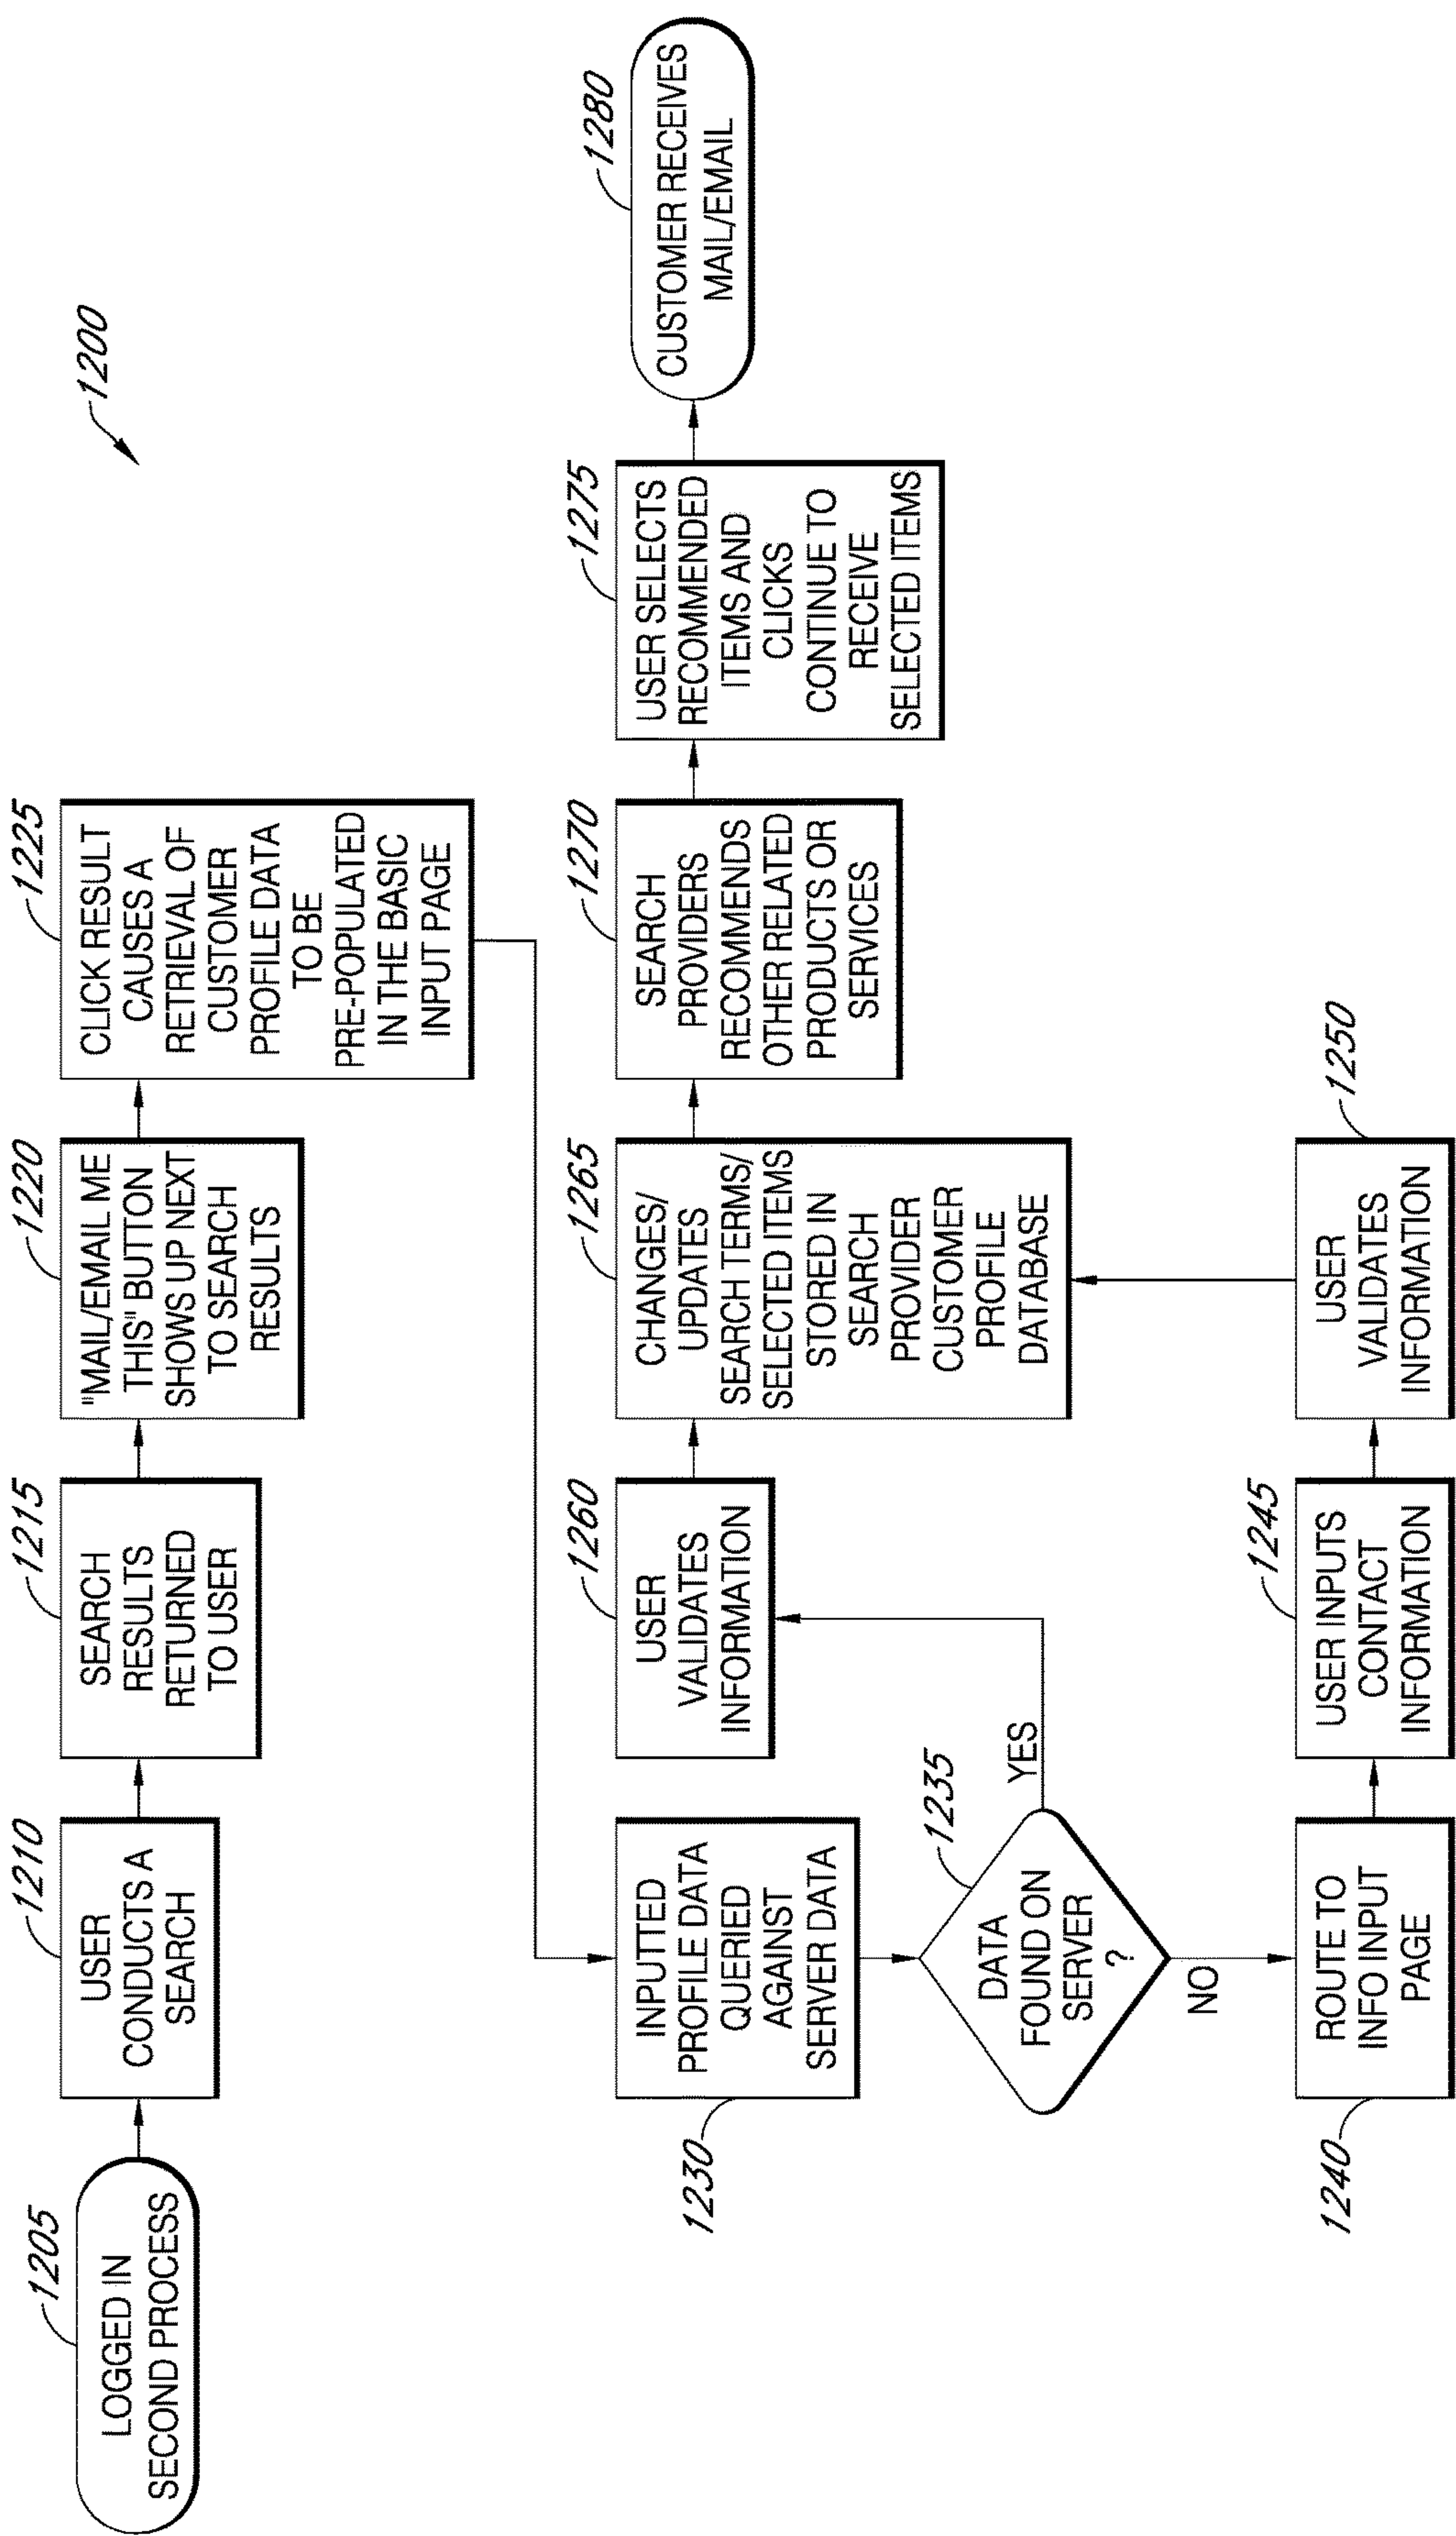 1200
1205
LOGGED IN
SECOND PROCESS
1210
USER
CONDUCTS A
SEARCH
1215
SEARCH
RESULTS
RETURNED
TO USER
1220
"MAIL/EMAIL ME
THIS" BUTTON
SHOWS UP NEXT
TO SEARCH
RESULTS
1225
CLICK RESULT
CAUSES A
RETRIEVAL OF
CUSTOMER
PROFILE DATA
TO BE
PRE-POPULATED
IN THE BASIC
INPUT PAGE
1230
INPUTTED
PROFILE DATA
QUERIED
AGAINST
SERVER DATA
1235
DATA
FOUND ON
SERVER
?
YES
NO
1240
ROUTE TO
INFO INPUT
PAGE
1245
USER INPUTS
CONTACT
INFORMATION
1250
USER
VALIDATES
INFORMATION
1260
USER
VALIDATES
INFORMATION
1265
CHANGES/
UPDATES
SEARCH TERMS/
SELECTED ITEMS
STORED IN
SEARCH
PROVIDER
CUSTOMER
PROFILE
DATABASE
1270
SEARCH
PROVIDERS
RECOMMENDS
OTHER RELATED
PRODUCTS OR
SERVICES
1275
USER SELECTS
RECOMMENDED
ITEMS AND
CLICKS
CONTINUE TO
RECEIVE
SELECTED ITEMS
1280
CUSTOMER RECEIVES
MAIL/EMAIL